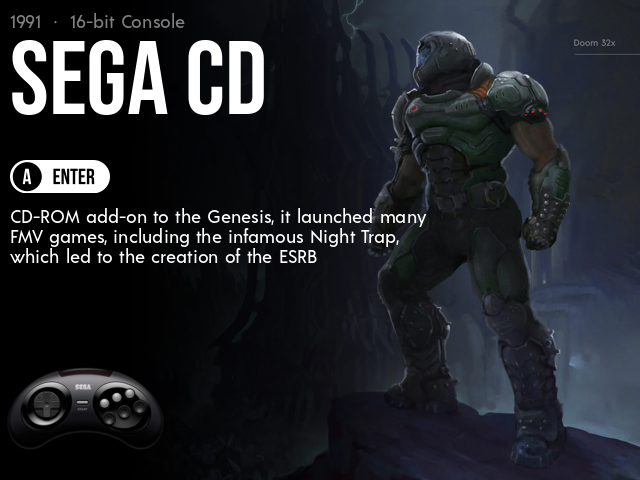 1991 · 16-bit Console
SEGA CD
Doom 32x
A ENTER
CD-ROM add-on to the Genesis, it launched many
FMV games, including the infamous Night Trap,
which led to the creation of the ESRB
SEGA